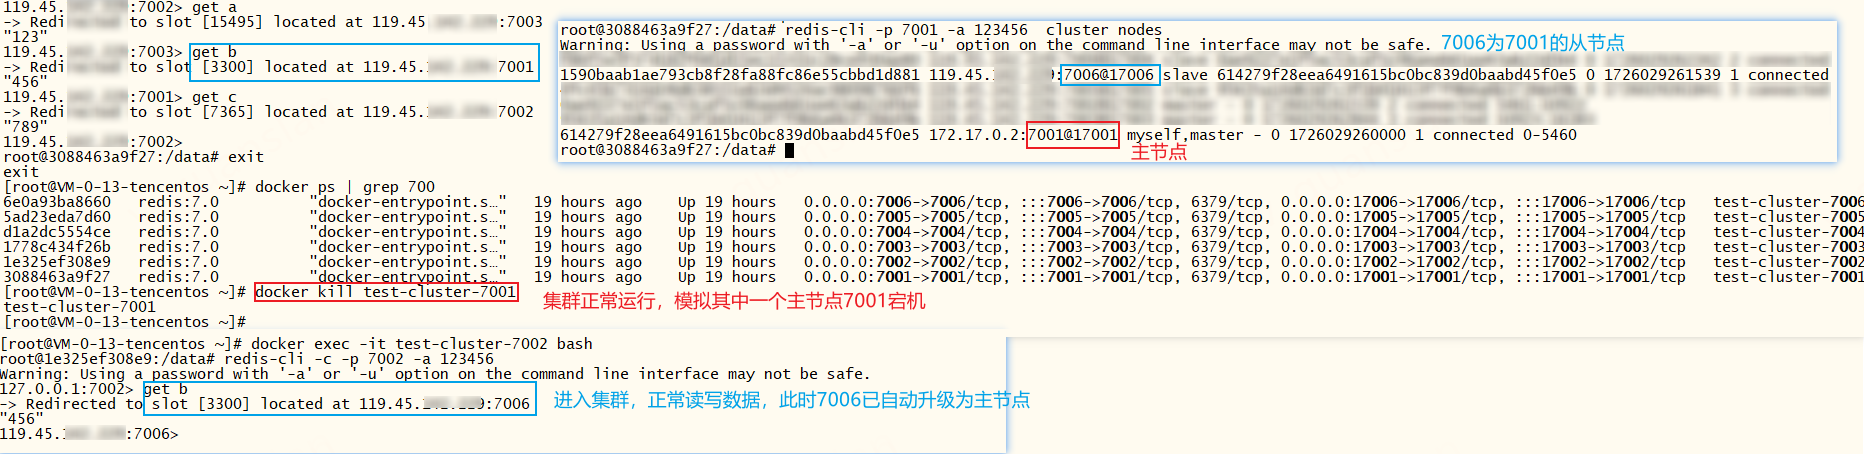 119.45. :7002> get a
-> Redirected to slot [15495] located at 119.45. :7003
"123"
119.45. :7003> get b
-> Redirected to slot [3300] located at 119.45. :7001
"456"
119.45. :7001> get c
-> Redirected to slot [7365] located at 119.45. :7002
"789"
119.45. :7002>
root@3088463a9f27:/data# exit
exit
root@3088463a9f27:/data# redis-cli -p 7001 -a 123456  cluster nodes
Warning: Using a password with '-a' or '-u' option on the command line interface may not be safe. 7006为7001的从节点
1590baab1ae793cb8f28fa88fc86e55cbbd1d881 119.45. :7006@17006 slave 614279f28eea6491615bc0bc839d0baabd45f0e5 0 1726029261539 1 connected
614279f28eea6491615bc0bc839d0baabd45f0e5 172.17.0.2:7001@17001 myself,master - 0 1726029260000 1 connected 0-5460
root@3088463a9f27:/data#
主节点
[root@VM-0-13-tencentos ~]# docker ps | grep 700
6e0a93ba8660   redis:7.0          "docker-entrypoint.s…"   19 hours ago    Up 19 hours   0.0.0.0:7006->7006/tcp, :::7006->7006/tcp, 6379/tcp, 0.0.0.0:17006->17006/tcp, :::17006->17006/tcp   test-cluster-7006
5ad23eda7d60   redis:7.0          "docker-entrypoint.s…"   19 hours ago    Up 19 hours   0.0.0.0:7005->7005/tcp, :::7005->7005/tcp, 6379/tcp, 0.0.0.0:17005->17005/tcp, :::17005->17005/tcp   test-cluster-7005
d1a2dc5554ce   redis:7.0          "docker-entrypoint.s…"   19 hours ago    Up 19 hours   0.0.0.0:7004->7004/tcp, :::7004->7004/tcp, 6379/tcp, 0.0.0.0:17004->17004/tcp, :::17004->17004/tcp   test-cluster-7004
1778c434f26b   redis:7.0          "docker-entrypoint.s…"   19 hours ago    Up 19 hours   0.0.0.0:7003->7003/tcp, :::7003->7003/tcp, 6379/tcp, 0.0.0.0:17003->17003/tcp, :::17003->17003/tcp   test-cluster-7003
1e325ef308e9   redis:7.0          "docker-entrypoint.s…"   19 hours ago    Up 19 hours   0.0.0.0:7002->7002/tcp, :::7002->7002/tcp, 6379/tcp, 0.0.0.0:17002->17002/tcp, :::17002->17002/tcp   test-cluster-7002
3088463a9f27   redis:7.0          "docker-entrypoint.s…"   19 hours ago    Up 19 hours   0.0.0.0:7001->7001/tcp, :::7001->7001/tcp, 6379/tcp, 0.0.0.0:17001->17001/tcp, :::17001->17001/tcp   test-cluster-7001
[root@VM-0-13-tencentos ~]# docker kill test-cluster-7001 集群正常运行，模拟其中一个主节点7001宕机
test-cluster-7001
[root@VM-0-13-tencentos ~]#
[root@VM-0-13-tencentos ~]# docker exec -it test-cluster-7002 bash
root@1e325ef308e9:/data# redis-cli -c -p 7002 -a 123456
Warning: Using a password with '-a' or '-u' option on the command line interface may not be safe.
127.0.0.1:7002> get b
-> Redirected to slot [3300] located at 119.45. :7006 进入集群，正常读写数据，此时7006已自动升级为主节点
"456"
119.45. :7006>